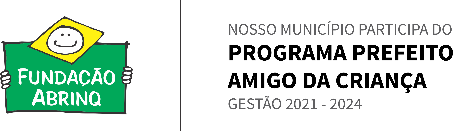 FUNDAÇÃO
ABRINQ
NOSSO MUNICÍPIO PARTICIPA DO
PROGRAMA PREFEITO
AMIGO DA CRIANÇA
GESTÃO 2021 - 2024